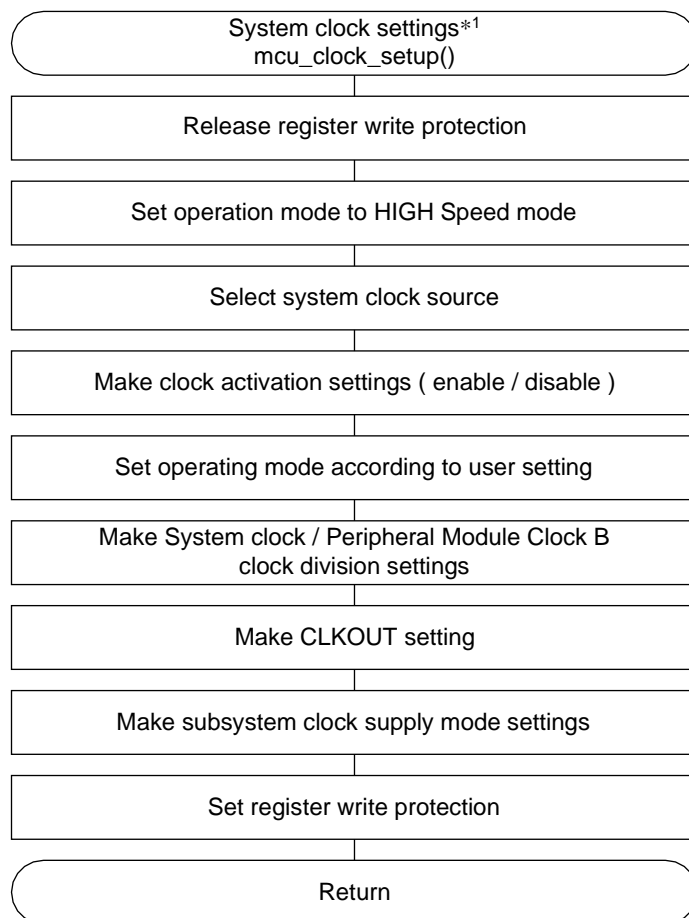 System clock settings*1
mcu_clock_setup()
Release register write protection
Set operation mode to HIGH Speed mode
Select system clock source
Make clock activation settings ( enable / disable )
Set operating mode according to user setting
Make System clock / Peripheral Module Clock B
clock division settings
Make CLKOUT setting
Make subsystem clock supply mode settings
Set register write protection
Return